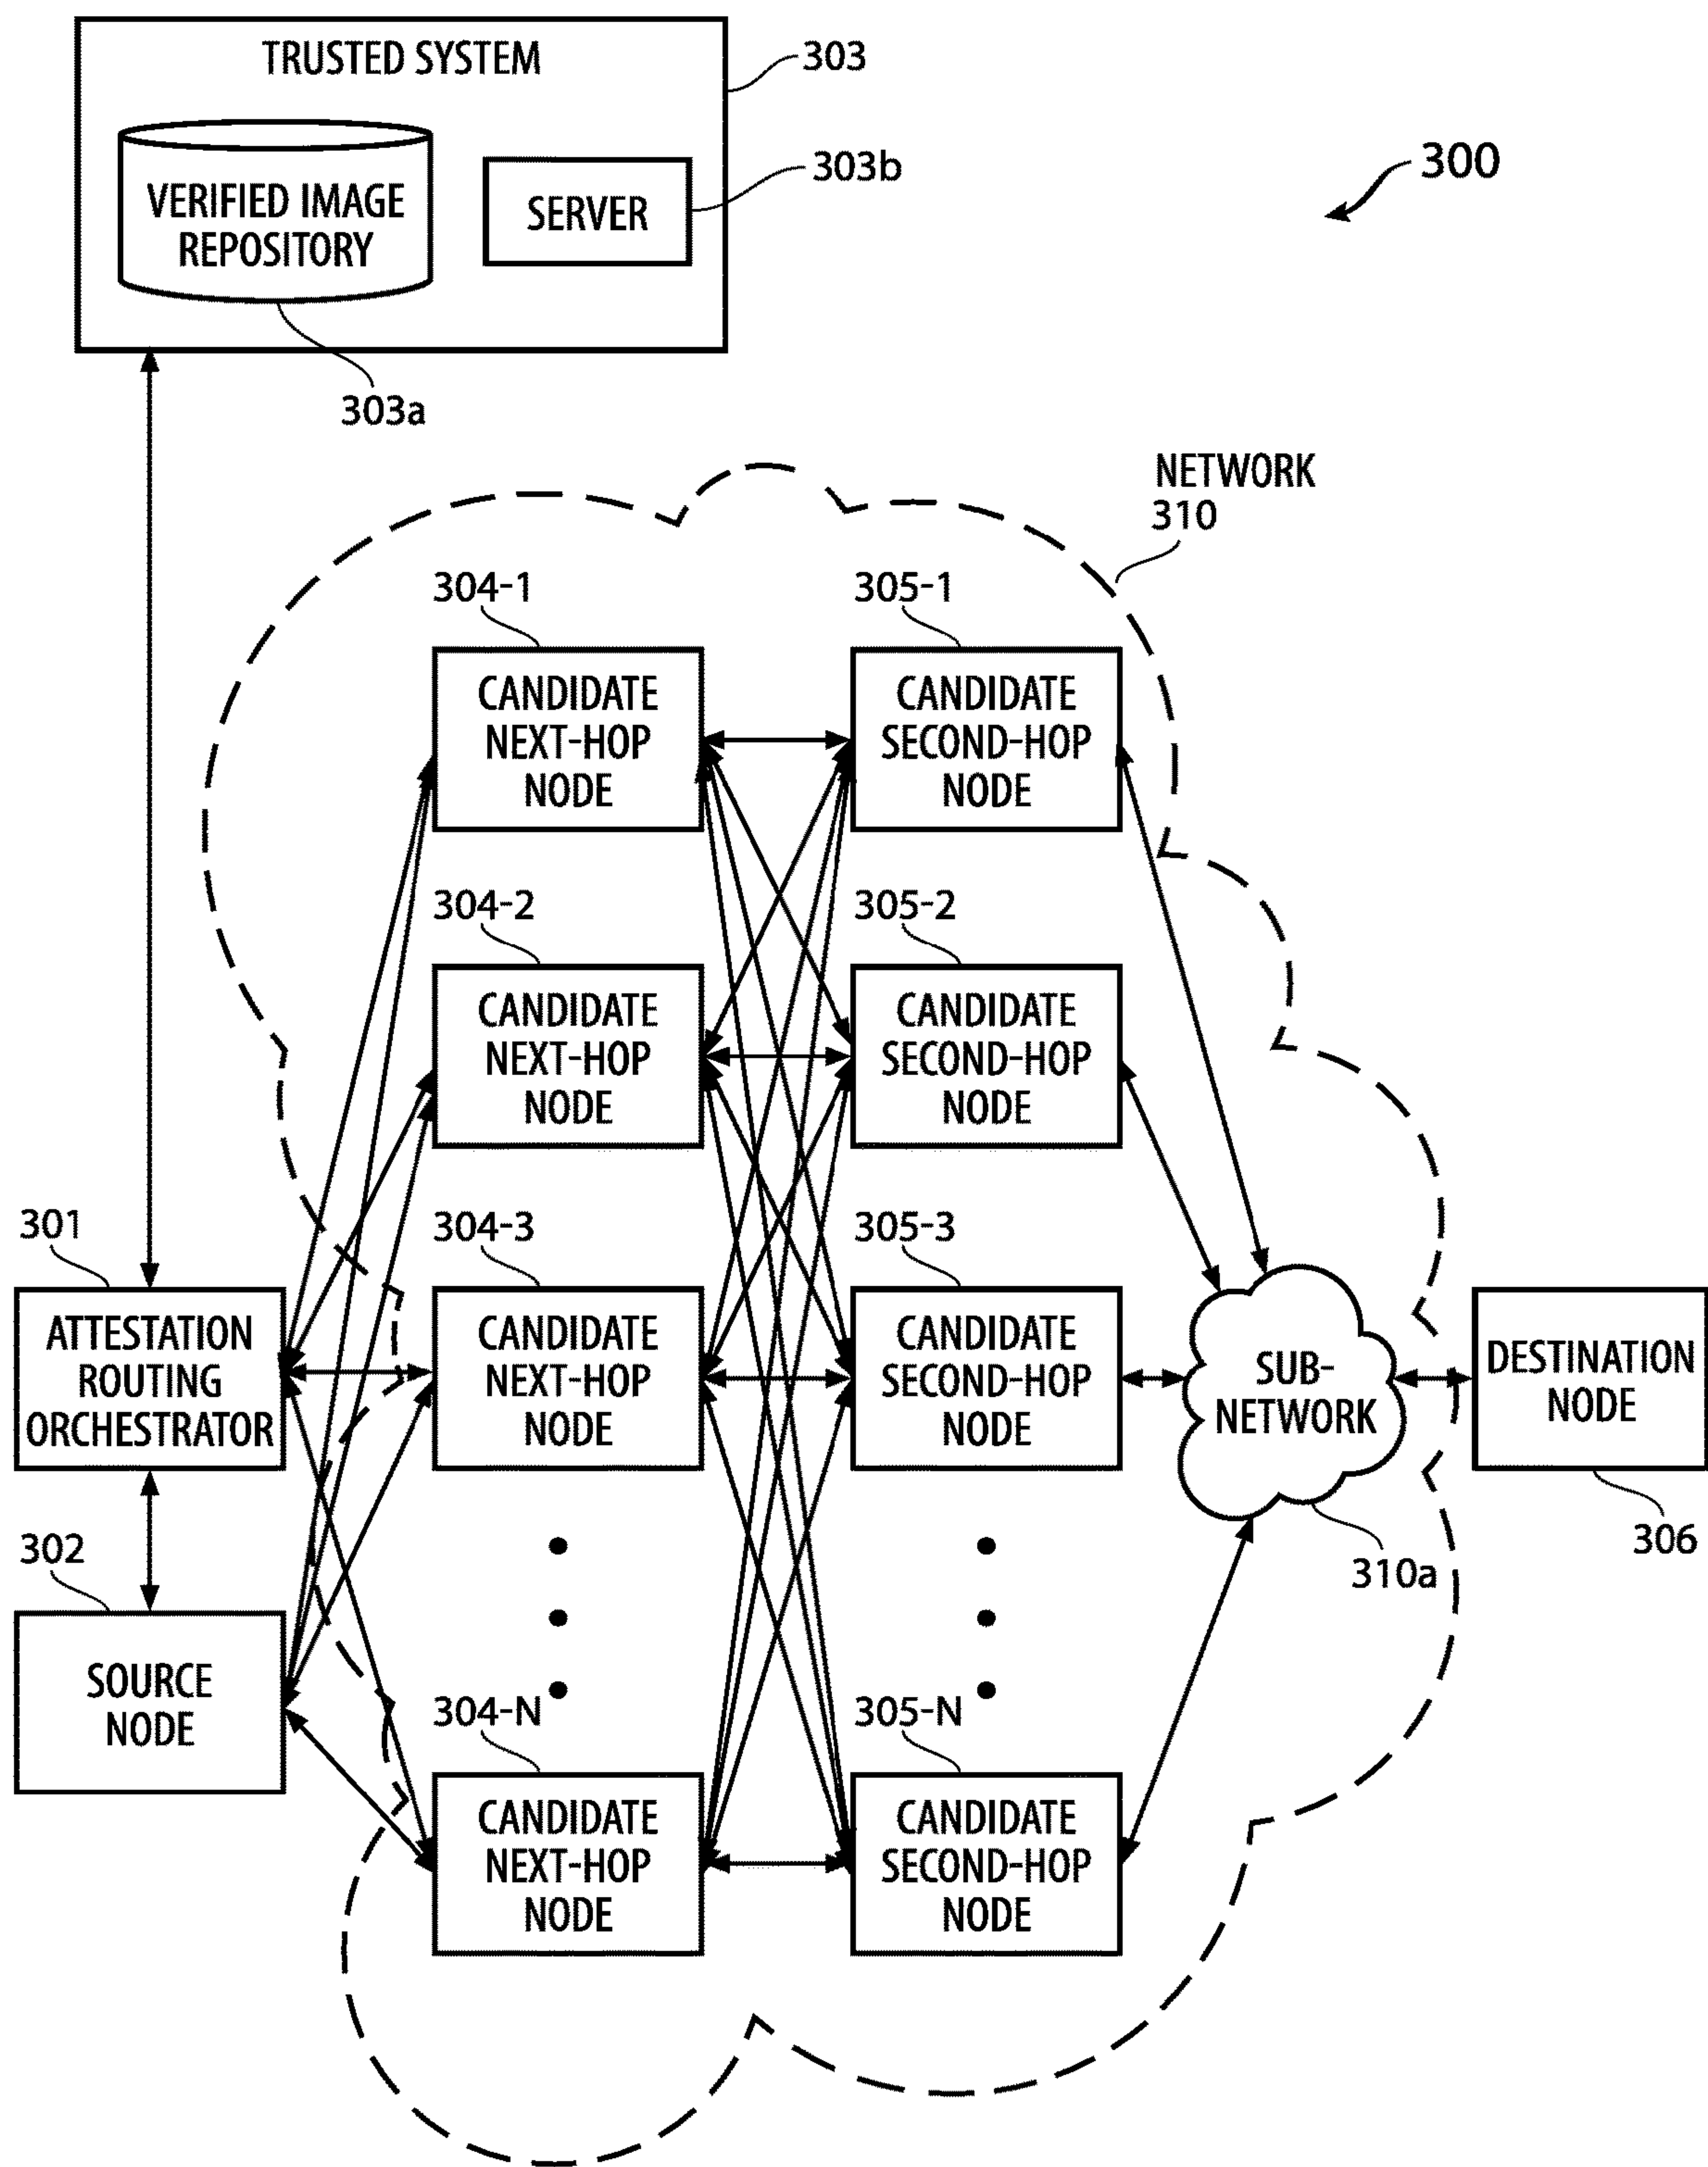 TRUSTED SYSTEM
303
VERIFIED IMAGE
REPOSITORY
SERVER
303b
303a
300
NETWORK
310
304-1
305-1
CANDIDATE
NEXT-HOP
NODE
CANDIDATE
SECOND-HOP
NODE
304-2
305-2
CANDIDATE
NEXT-HOP
NODE
CANDIDATE
SECOND-HOP
NODE
301
304-3
305-3
ATTESTATION
ROUTING
ORCHESTRATOR
CANDIDATE
NEXT-HOP
NODE
CANDIDATE
SECOND-HOP
NODE
SUB-
NETWORK
DESTINATION
NODE
302
310a
306
SOURCE
NODE
304-N
305-N
CANDIDATE
NEXT-HOP
NODE
CANDIDATE
SECOND-HOP
NODE